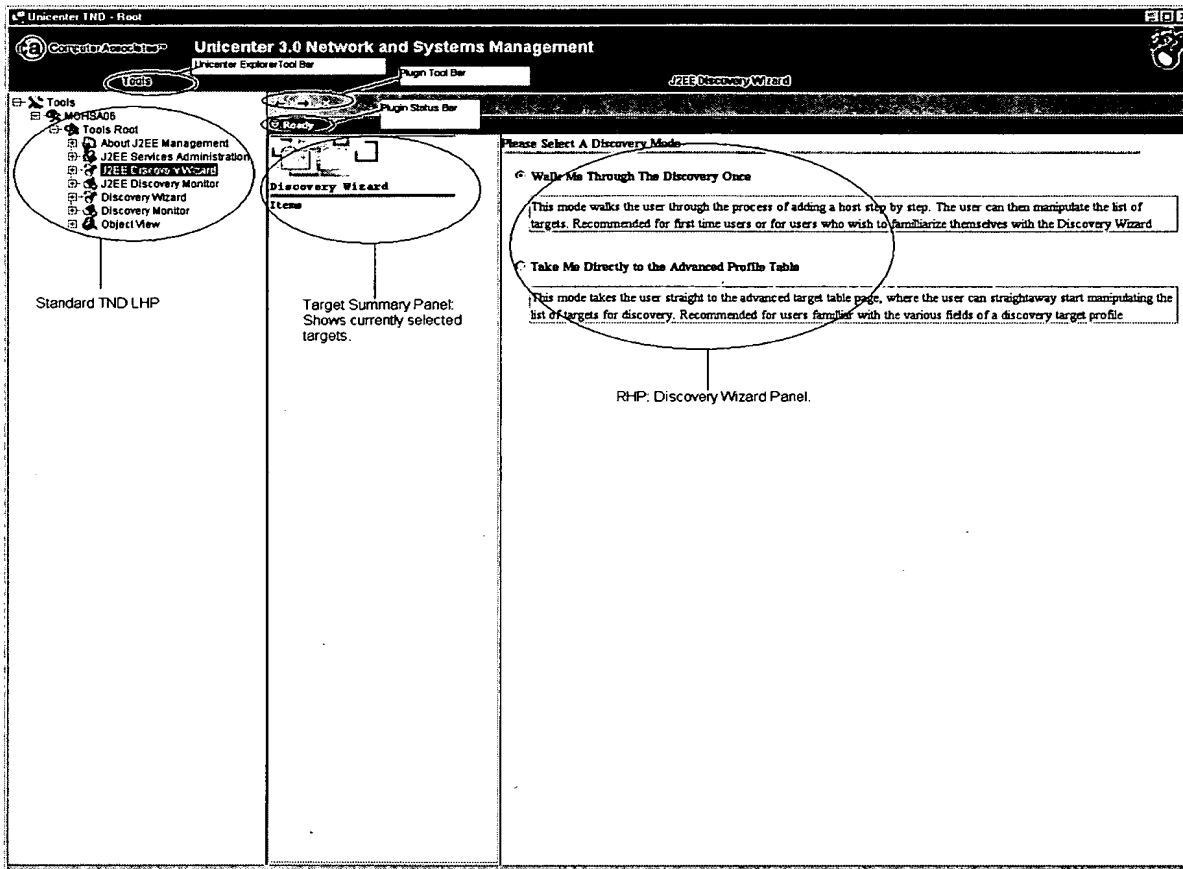 Unicenter TND - Root
ca Computer Associates™ Unicenter 3.0 Network and Systems Management
Unicenter Explorer Tool Bar
Plugin Tool Bar
Tools
J2EE Discovery Wizard
Plugin Status Bar
Ready
Tools
MOHSA06
Tools Root
About J2EE Management
J2EE Services Administration
J2EE Discovery Wizard
J2EE Discovery Monitor
Discovery Wizard
Discovery Monitor
Object View
Standard TND LHP
Discovery Wizard
Items
Target Summary Panel:
Shows currently selected
targets.
Please Select A Discovery Mode
Walk Me Through The Discovery Once
This mode walks the user through the process of adding a host step by step. The user can then manipulate the list of
targets. Recommended for first time users or for users who wish to familiarize themselves with the Discovery Wizard
Take Me Directly to the Advanced Profile Table
This mode takes the user straight to the advanced target table page, where the user can straightaway start manipulating the
list of targets for discovery. Recommended for users familiar with the various fields of a discovery target profile
RHP: Discovery Wizard Panel.